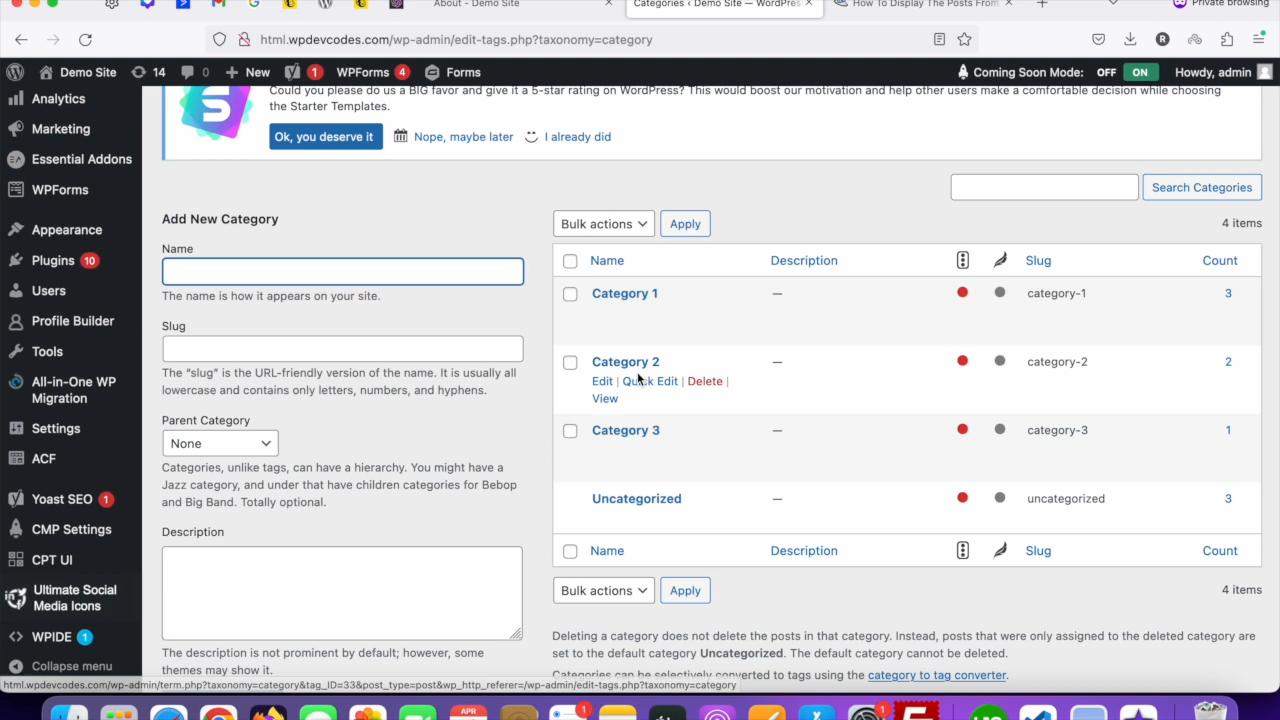 About - Demo Site
Categories ‹ Demo Site — WordPres
How To Display The Posts From
Private browsing
html.wpdevcodes.com/wp-admin/edit-tags.php?taxonomy=category
Demo Site
14
0
New
1
WPForms
4
Forms
Coming Soon Mode:
OFF
ON
Howdy, admin
Analytics
Marketing
Essential Addons
WPForms
Appearance
Plugins 10
Users
Profile Builder
Tools
All-in-One WP
Migration
Settings
ACF
Yoast SEO 1
CMP Settings
CPT UI
Ultimate Social
Media Icons
WPIDE 1
Collapse menu
Could you please do us a BIG favor and give it a 5-star rating on WordPress? This would boost our motivation and help other users make a comfortable decision while choosing
the Starter Templates.
Ok, you deserve it
Nope, maybe later
I already did
Search Categories
Add New Category
Name
The name is how it appears on your site.
Slug
The “slug” is the URL-friendly version of the name. It is usually all
lowercase and contains only letters, numbers, and hyphens.
Parent Category
None
Categories, unlike tags, can have a hierarchy. You might have a
Jazz category, and under that have children categories for Bebop
and Big Band. Totally optional.
Description
The description is not prominent by default; however, some
themes may show it.
Bulk actions
Apply
4 items
Name Description Slug Count
Category 1 — category-1 3
Category 2 — category-2 2
Edit | Quick Edit | Delete |
View
Category 3 — category-3 1
Uncategorized — uncategorized 3
Name Description Slug Count
Bulk actions
Apply
4 items
Deleting a category does not delete the posts in that category. Instead, posts that were only assigned to the deleted category are
set to the default category Uncategorized. The default category cannot be deleted.
Categories can be selectively converted to tags using the category to tag converter.
html.wpdevcodes.com/wp-admin/term.php?taxonomy=category&tag_ID=33&post_type=post&wp_http_referer=/wp-admin/edit-tags.php?taxonomy=category
APR
1
1